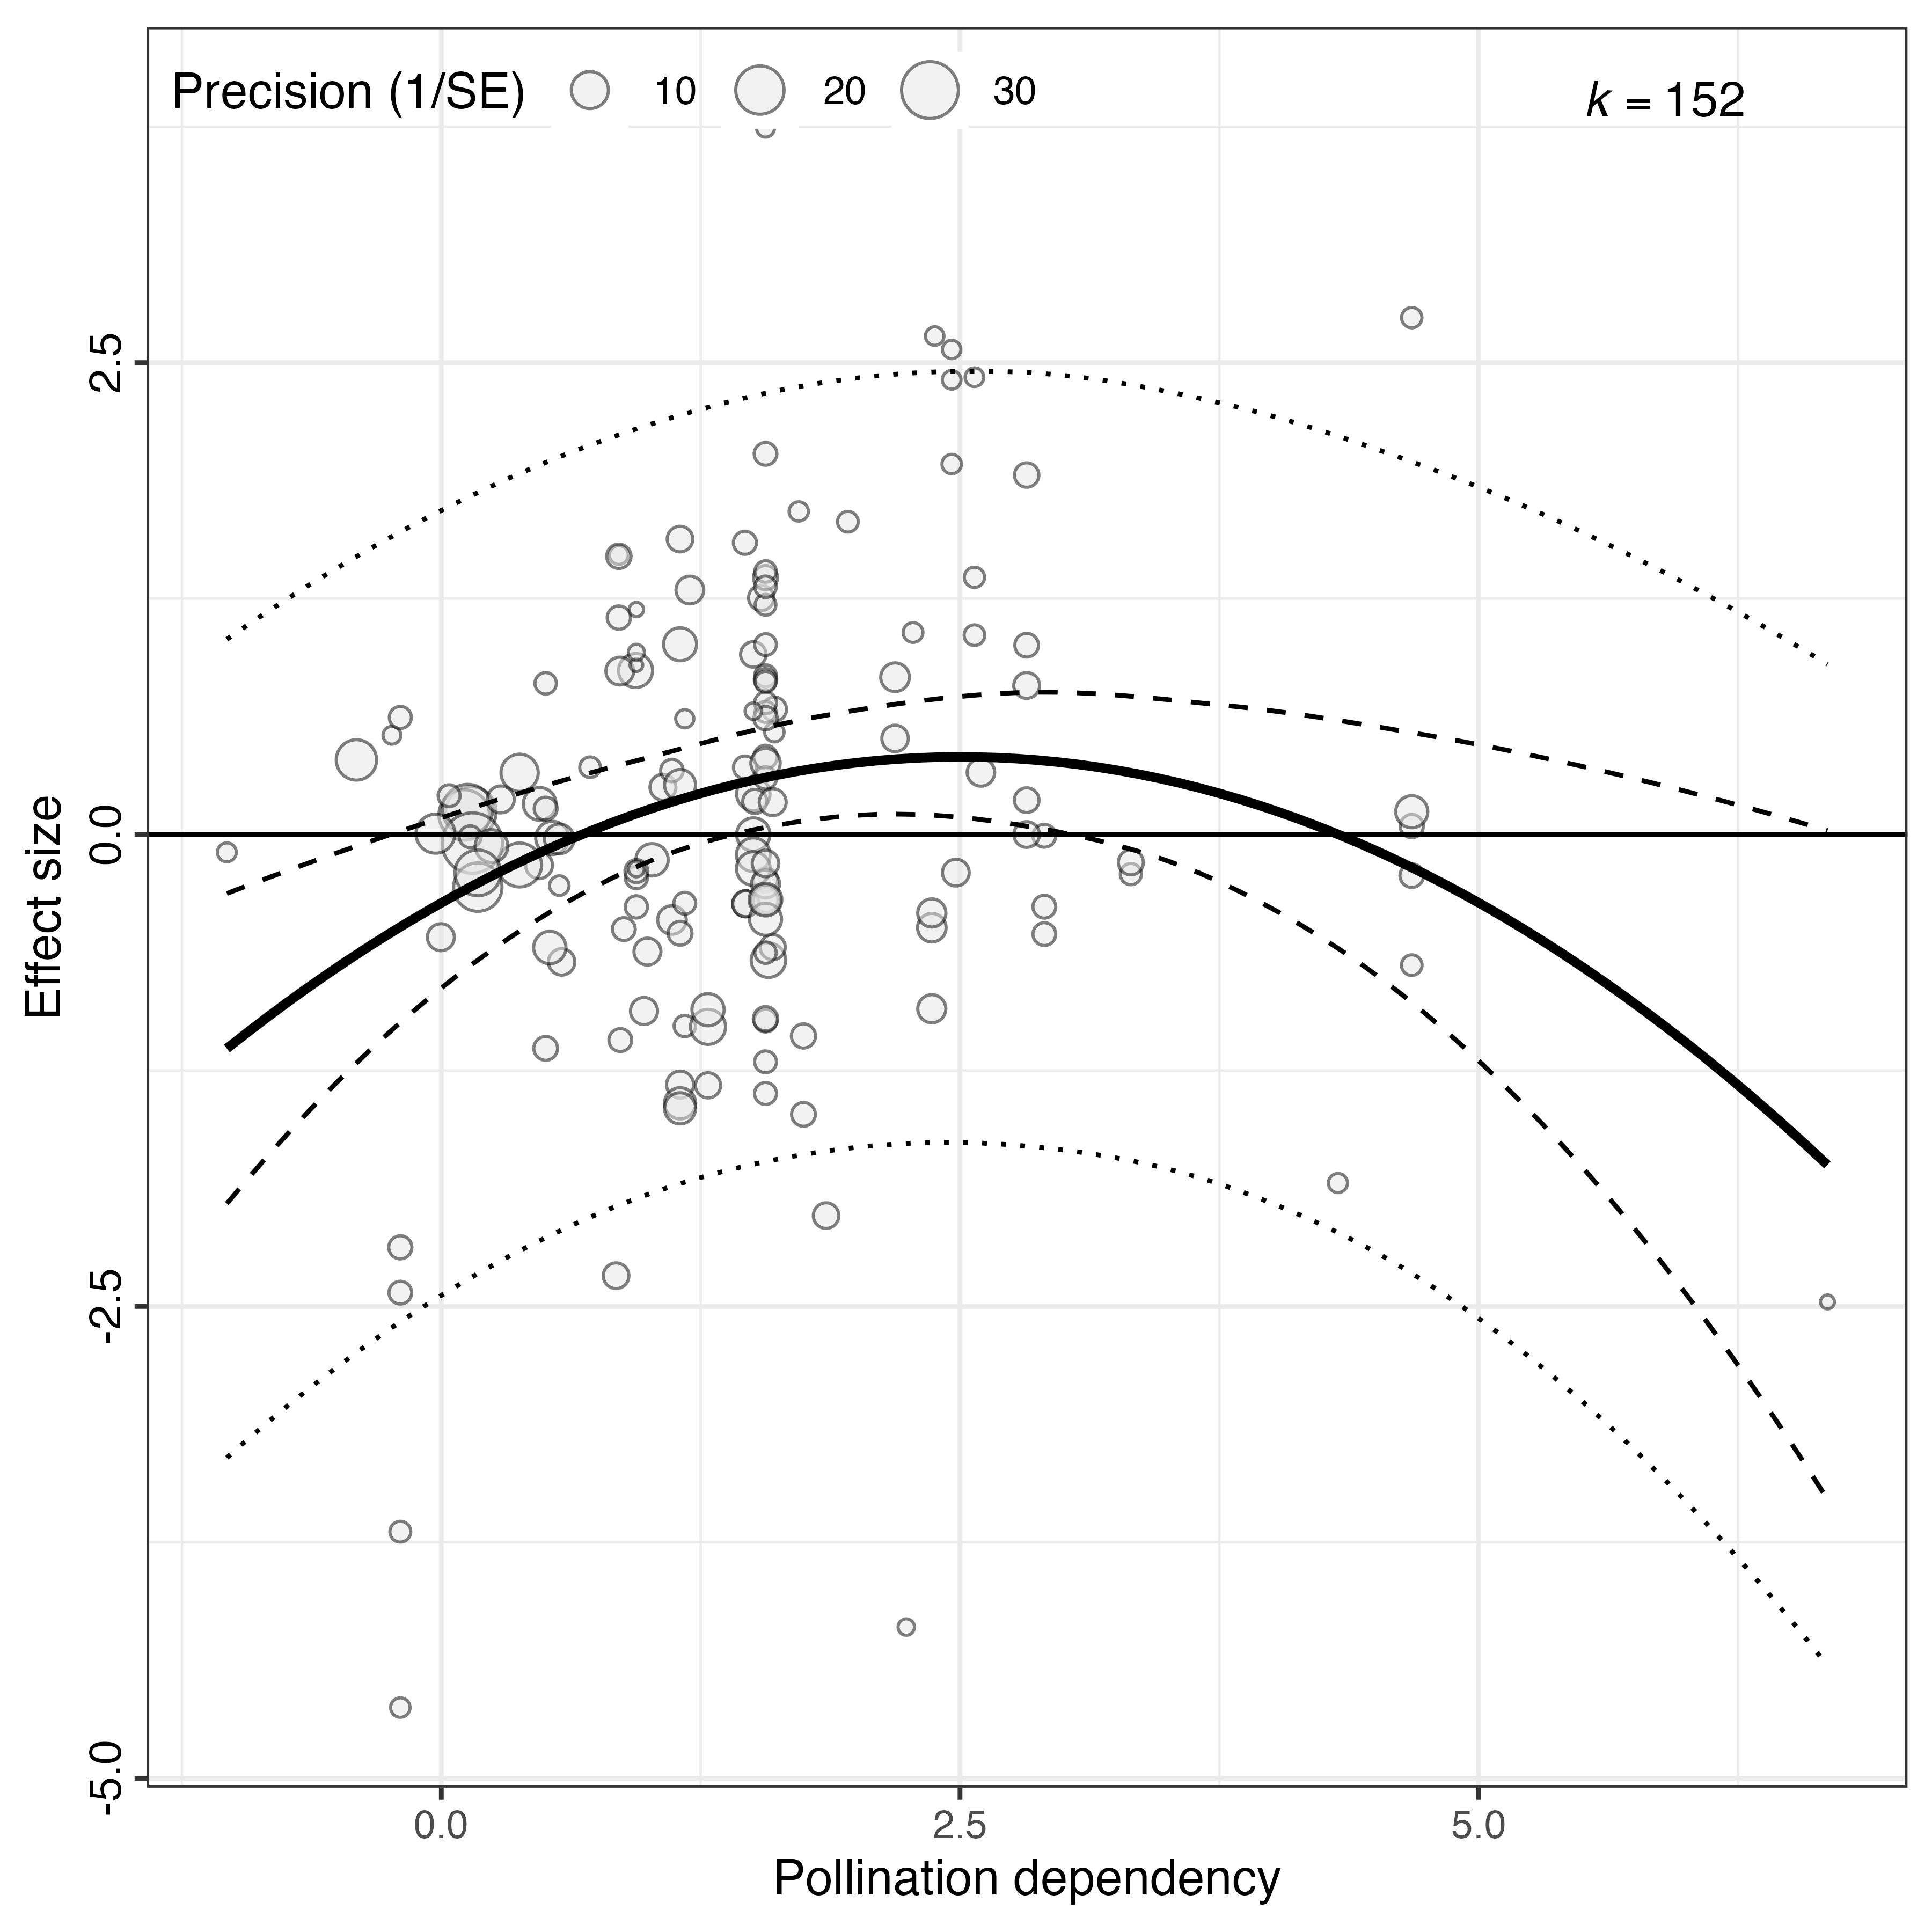 Precision (1/SE) 10 20 30
k = 152
Effect size
2.5
0.0
-2.5
-5.0
0.0 2.5 5.0
Pollination dependency